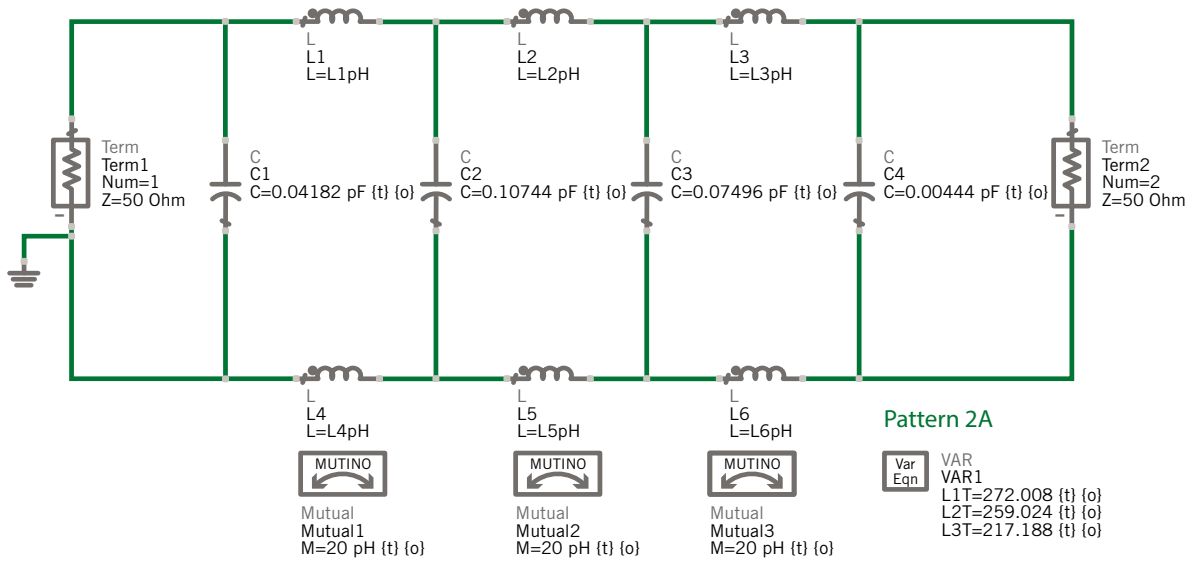 L
L1
L=L1pH
L
L2
L=L2pH
L
L3
L=L3pH
Term
Term1
Num=1
Z=50 Ohm
C
C1
C=0.04182 pF {t} {o}
C
C2
C=0.10744 pF {t} {o}
C
C3
C=0.07496 pF {t} {o}
C
C4
C=0.00444 pF {t} {o}
Term
Term2
Num=2
Z=50 Ohm
L
L4
L=L4pH
L
L5
L=L5pH
L
L6
L=L6pH
Pattern 2A
MUTINO
Mutual
Mutual1
M=20 pH {t} {o}
MUTINO
Mutual
Mutual2
M=20 pH {t} {o}
MUTINO
Mutual
Mutual3
M=20 pH {t} {o}
Var
Eqn
VAR
VAR1
L1T=272.008 {t} {o}
L2T=259.024 {t} {o}
L3T=217.188 {t} {o}